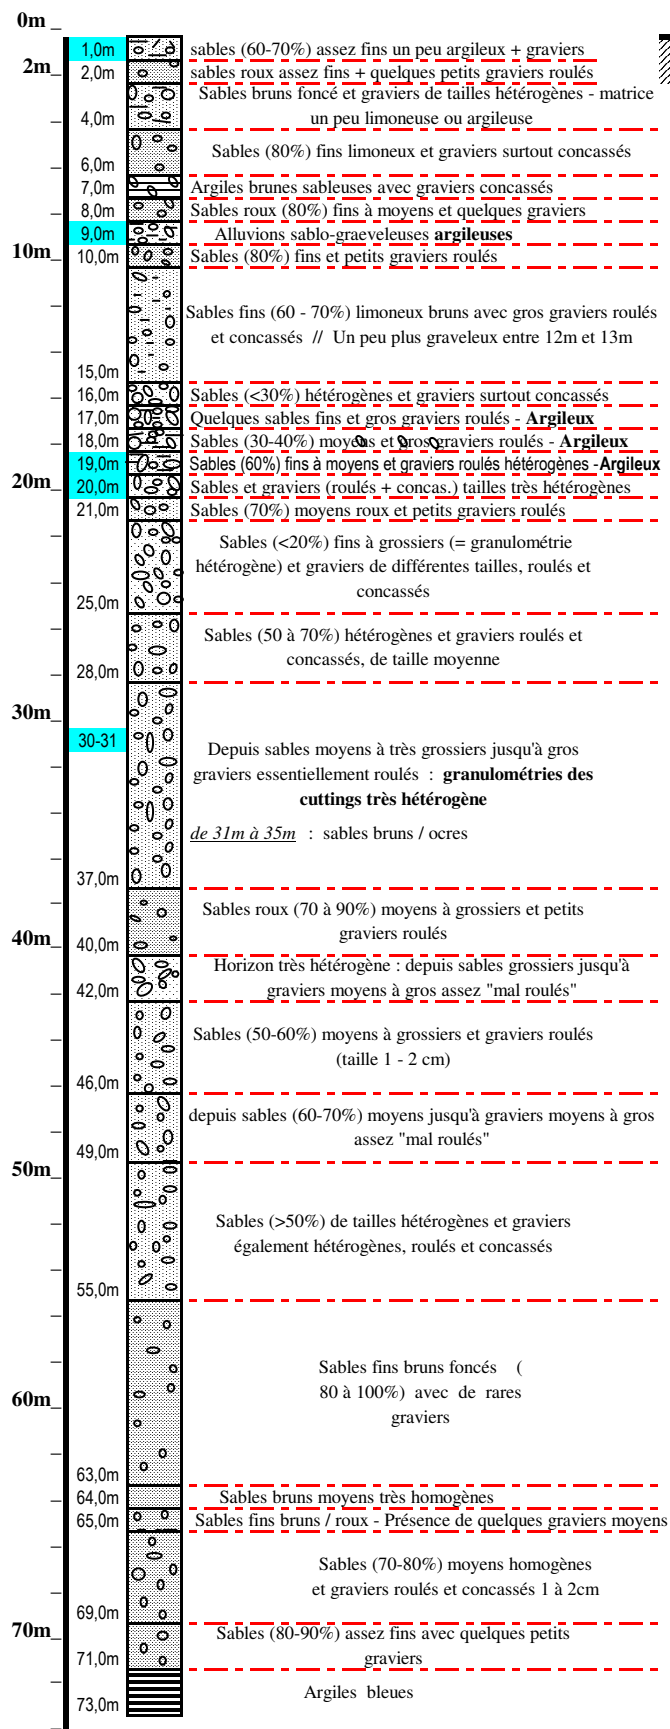 0m
1,0m sables (60-70%) assez fins un peu argileux + graviers
2m
2,0m sables roux assez fins + quelques petits graviers roulés
Sables bruns foncé et graviers de tailles hétérogènes - matrice
4,0m un peu limoneuse ou argileuse
Sables (80%) fins limoneux et graviers surtout concassés
6,0m
7,0m Argiles brunes sableuses avec graviers concassés
8,0m Sables roux (80%) fins à moyens et quelques graviers
9,0m Alluvions sablo-graeveleuses argileuses
10m
10,0m Sables (80%) fins et petits graviers roulés
Sables fins (60 - 70%) limoneux bruns avec gros graviers roulés
et concassés // Un peu plus graveleux entre 12m et 13m
15,0m
16,0m Sables (<30%) hétérogènes et graviers surtout concassés
17,0m Quelques sables fins et gros graviers roulés - Argileux
18,0m Sables (30-40%) moyens et gros graviers roulés - Argileux
19,0m Sables (60%) fins à moyens et graviers roulés hétérogènes - Argileux
20m
20,0m Sables et graviers (roulés + concas.) tailles très hétérogènes
21,0m Sables (70%) moyens roux et petits graviers roulés
Sables (<20%) fins à grossiers (= granulométrie
hétérogène) et graviers de différentes tailles, roulés et
concassés
25,0m
Sables (50 à 70%) hétérogènes et graviers roulés et
concassés, de taille moyenne
28,0m
30m
30-31
Depuis sables moyens à très grossiers jusqu'à gros
graviers essentiellement roulés : granulométries des
cuttings très hétérogène
de 31m à 35m : sables bruns / ocres
37,0m
Sables roux (70 à 90%) moyens à grossiers et petits
graviers roulés
40m
40,0m
Horizon très hétérogène : depuis sables grossiers jusqu'à
42,0m graviers moyens à gros assez "mal roulés"
Sables (50-60%) moyens à grossiers et graviers roulés
(taille 1 - 2 cm)
46,0m
depuis sables (60-70%) moyens jusqu'à graviers moyens à gros
assez "mal roulés"
49,0m
50m
Sables (>50%) de tailles hétérogènes et graviers
également hétérogènes, roulés et concassés
55,0m
Sables fins bruns foncés (
80 à 100%) avec de rares
graviers
60m
63,0m
64,0m Sables bruns moyens très homogènes
65,0m Sables fins bruns / roux - Présence de quelques graviers moyens
Sables (70-80%) moyens homogènes
et graviers roulés et concassés 1 à 2cm
69,0m
70m
Sables (80-90%) assez fins avec quelques petits
graviers
71,0m
Argiles bleues
73,0m